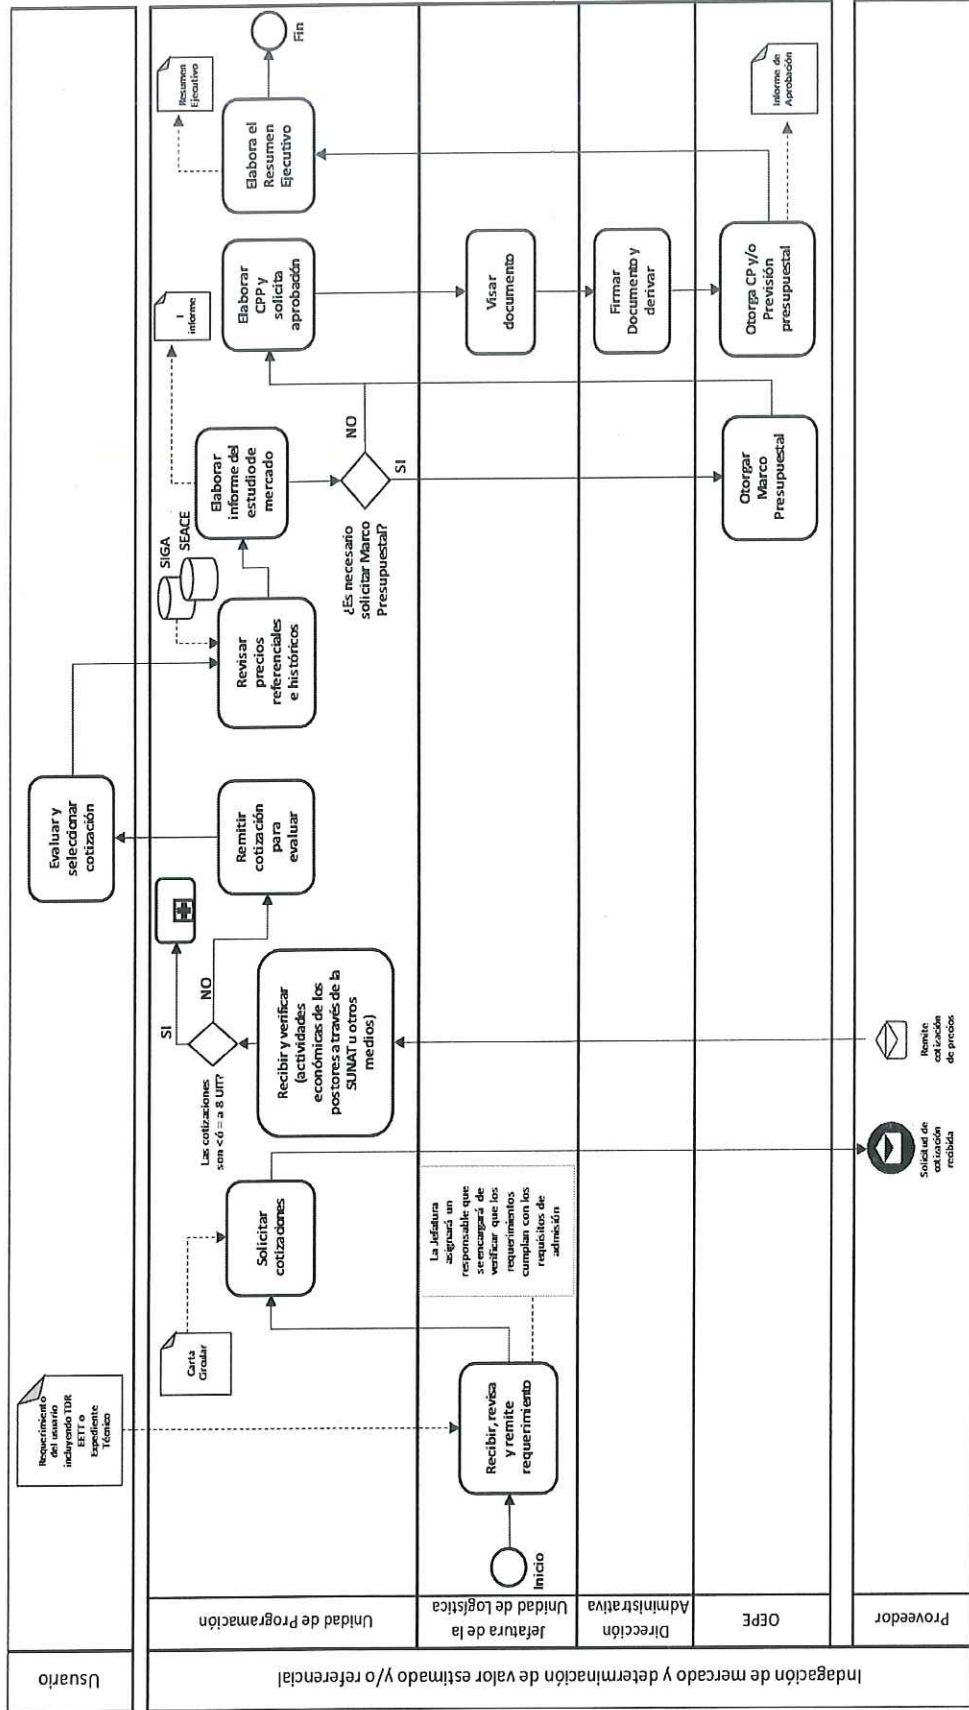 Usuario
Indagación de mercado y determinación de valor estimado y/o referencial
Unidad de Programación
Jefatura de la
Unidad de Logística
Dirección
Administrativa
OEPE
Proveedor
Requerimiento
del usuario
incluyendo TDR
EETT o
Expediente
Técnico
Inicio
Recibir, revisa
y remite
requerimiento
La Jefatura
asignará un
responsable que
se encargará de
verificar que los
requerimientos
cumplan con los
requisitos de
admisión
Carta
Circular
Solicitar
cotizaciones
Solicitud de
cotización
recibida
Remite
cotización
de precios
Recibir y verificar
(actividades
económicas de los
postores a través de la
SUNAT u otros
medios)
Las cotizaciones
son < ó = a 8 UIT?
SI
NO
Remitir
cotización
para
evaluar
Evaluar y
seleccionar
cotización
Revisar
precios
referenciales
e históricos
SIGA
SEACE
Elaborar
informe del
estudio de
mercado
1
informe
¿Es necesario
solicitar Marco
Presupuestal?
NO
SI
Otorgar
Marco
Presupuestal
Elaborar
CPP y
solicita
aprobación
Visar
documento
Firmar
Documento y
derivar
Otorga CP y/o
Previsión
presupuestal
Informe de
Aprobación
Elabora el
Resumen
Ejecutivo
Resumen
Ejecutivo
Fin